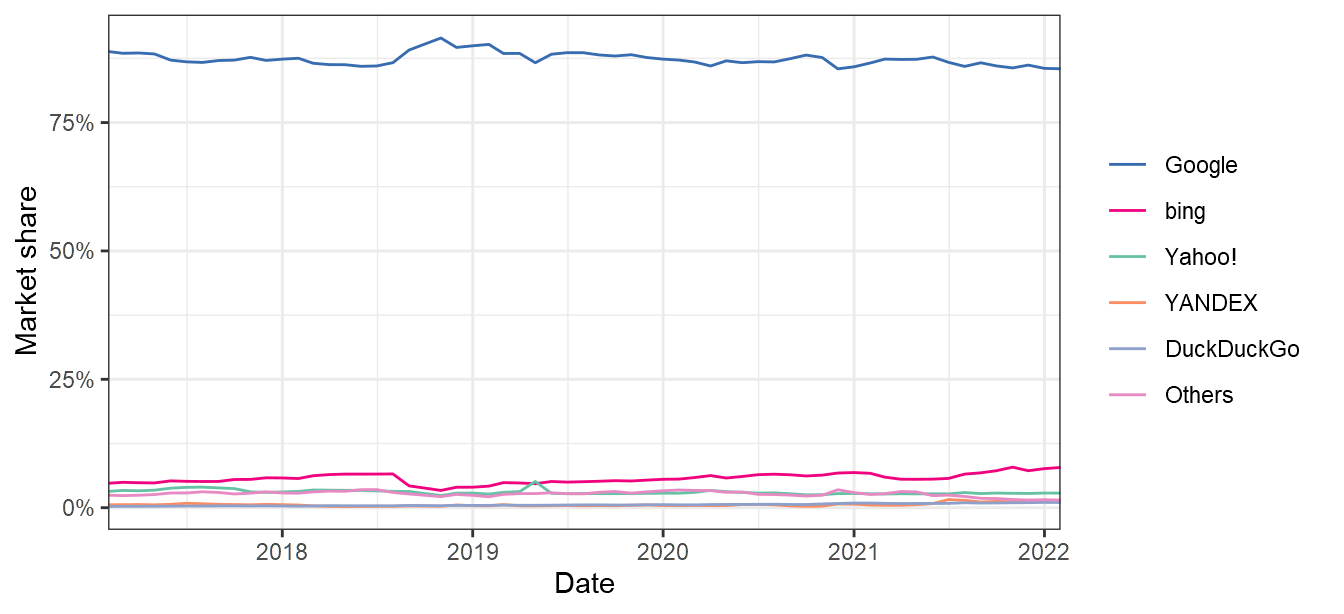 75%
50%
25%
0%
Market share
2018
2019
2020
2021
2022
Date
Google
bing
Yahoo!
YANDEX
DuckDuckGo
Others